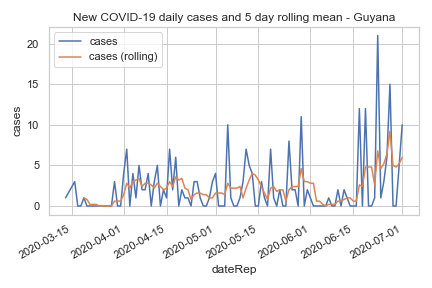 New COVID-19 daily cases and 5 day rolling mean - Guyana
cases
cases (rolling)
cases
20
15
10
5
0
2020-03-15
2020-04-01
2020-04-15
2020-05-01
2020-05-15
2020-06-01
2020-06-15
2020-07-01
dateRep